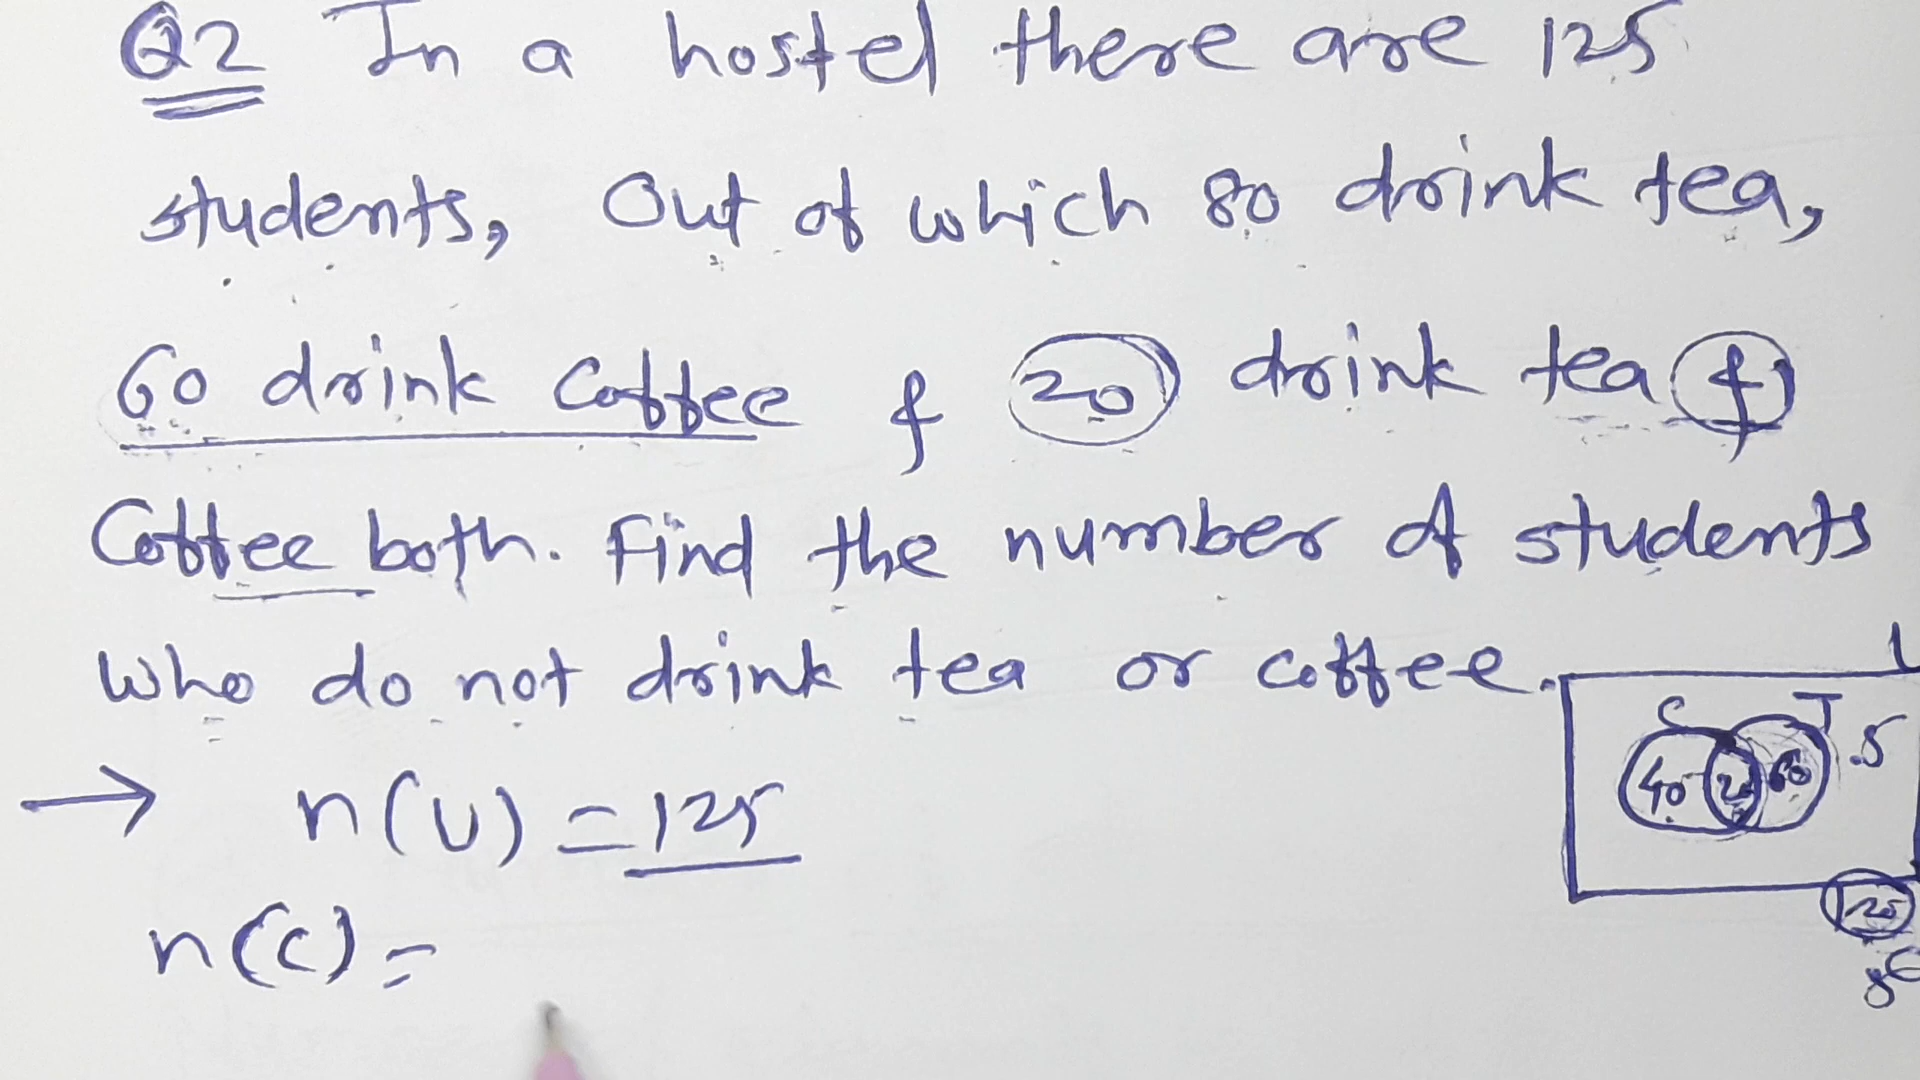 Q2 In a hostel there are 125
students, Out of which 80 drink tea,
60 drink Coffee & 20 drink tea &
Coffee both. Find the number of students
who do not drink tea or coffee.
C T
40 20 60 .5
→ n(U) = 125
n(C) =